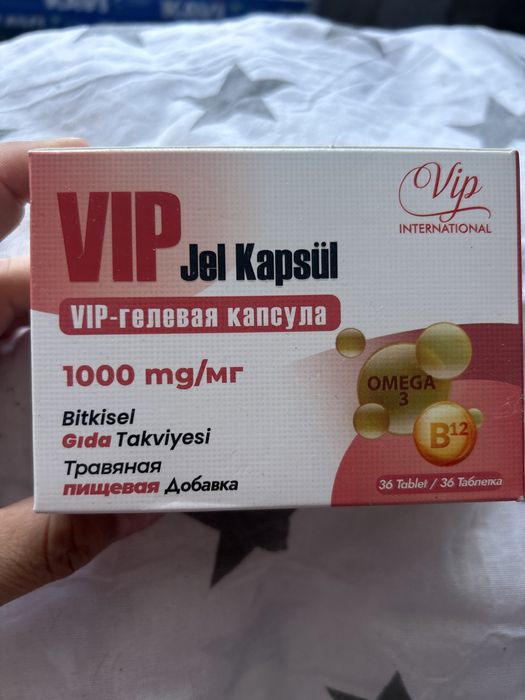 VIP Jel Kapsül
Vip
INTERNATIONAL
VIP-гелевая капсула
1000 mg/мг
Bitkisel
Gıda Takviyesi
Травяная
пищевая Добавка
OMEGA
3
B12
36 Tablet / 36 Таблетка